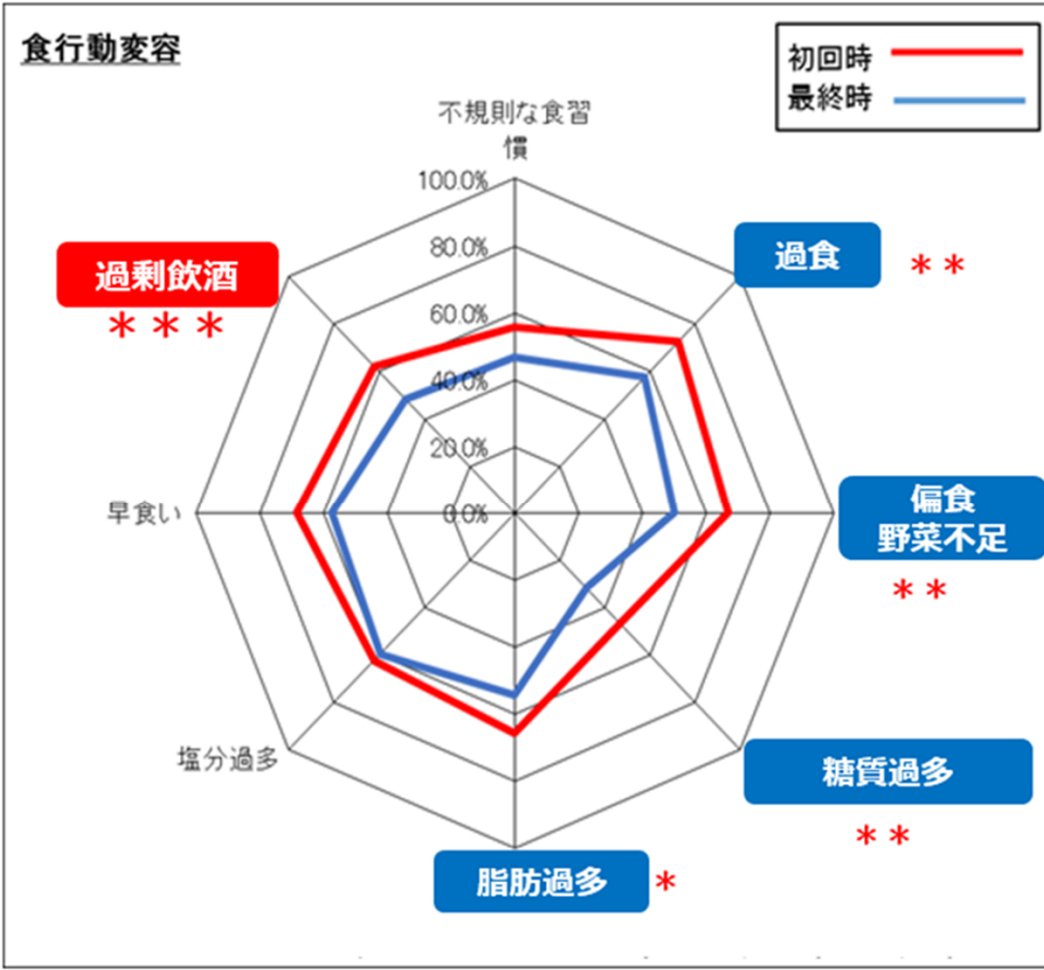 食行動変容
初回時
最終時
不規則な食習
慣
100.0%
80.0%
60.0%
40.0%
20.0%
0.0%
過食
＊＊
偏食
野菜不足
＊＊
糖質過多
＊＊
脂肪過多 ＊
塩分過多
早食い
過剰飲酒
＊＊＊